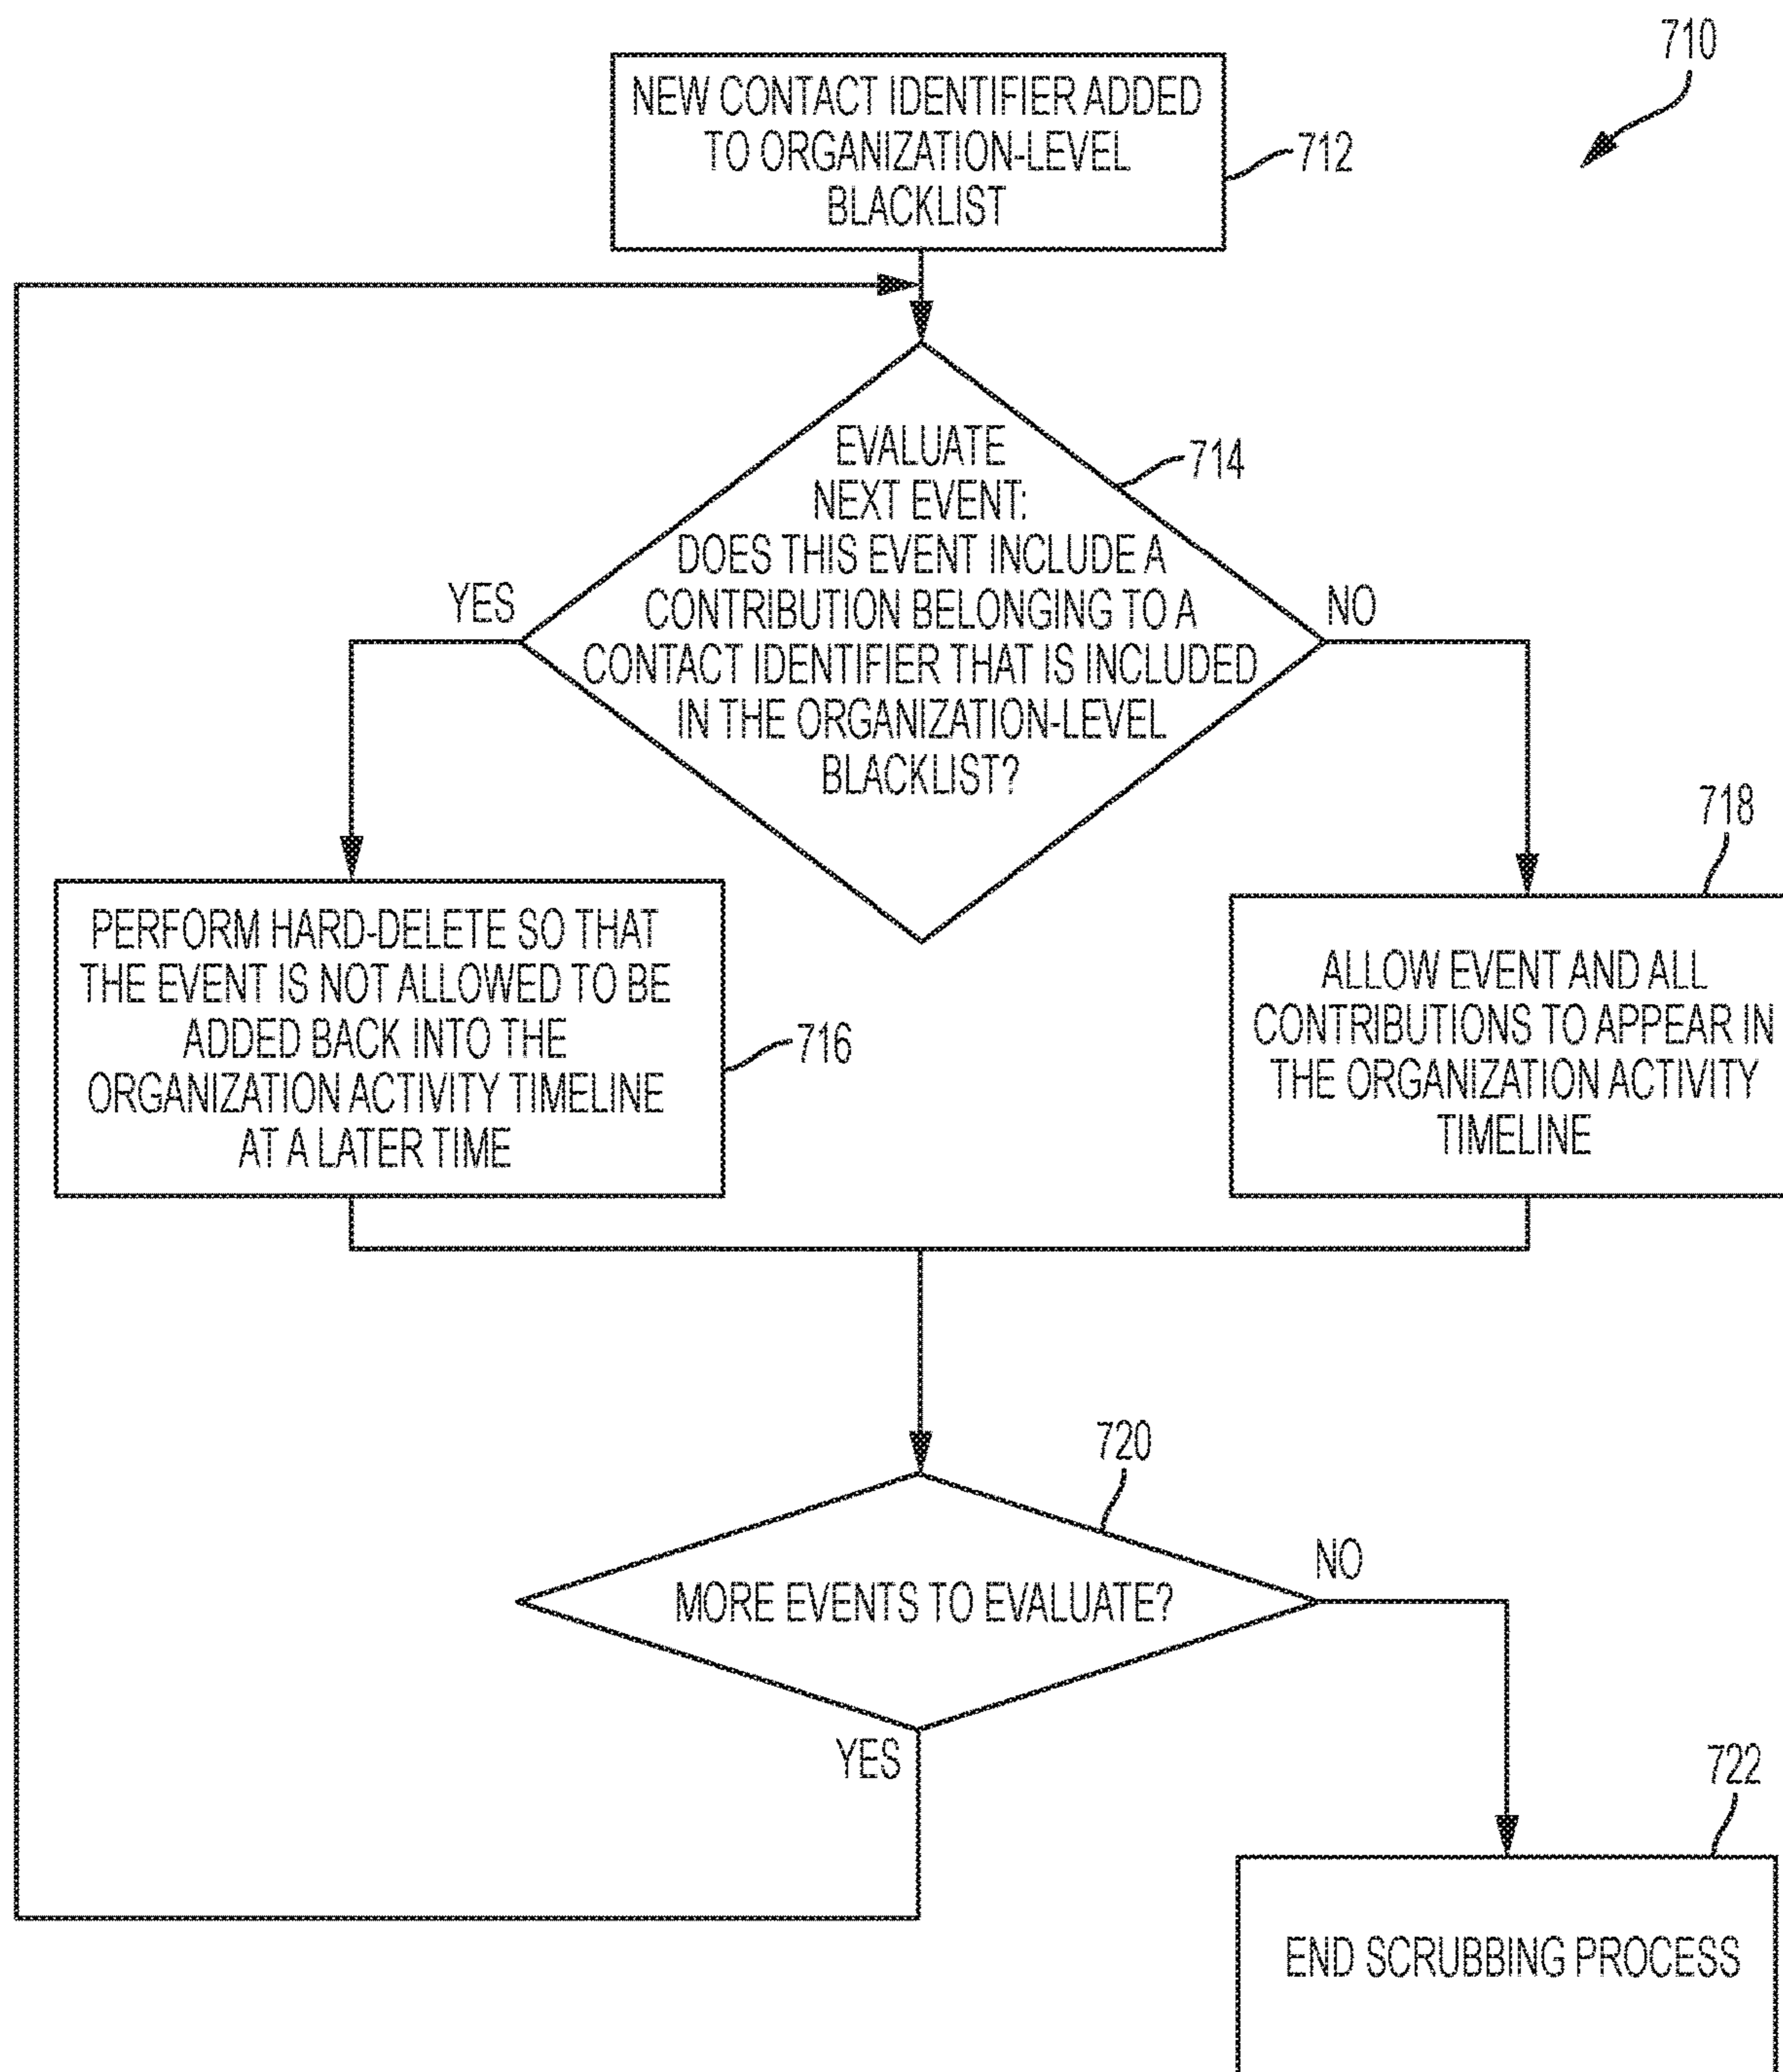 710
NEW CONTACT IDENTIFIER ADDED
TO ORGANIZATION-LEVEL
BLACKLIST
712
EVALUATE
NEXT EVENT:
DOES THIS EVENT INCLUDE A
CONTRIBUTION BELONGING TO A
CONTACT IDENTIFIER THAT IS INCLUDED
IN THE ORGANIZATION-LEVEL
BLACKLIST?
714
YES
NO
PERFORM HARD-DELETE SO THAT
THE EVENT IS NOT ALLOWED TO BE
ADDED BACK INTO THE
ORGANIZATION ACTIVITY TIMELINE
AT A LATER TIME
716
718
ALLOW EVENT AND ALL
CONTRIBUTIONS TO APPEAR IN
THE ORGANIZATION ACTIVITY
TIMELINE
720
MORE EVENTS TO EVALUATE?
NO
YES
722
END SCRUBBING PROCESS